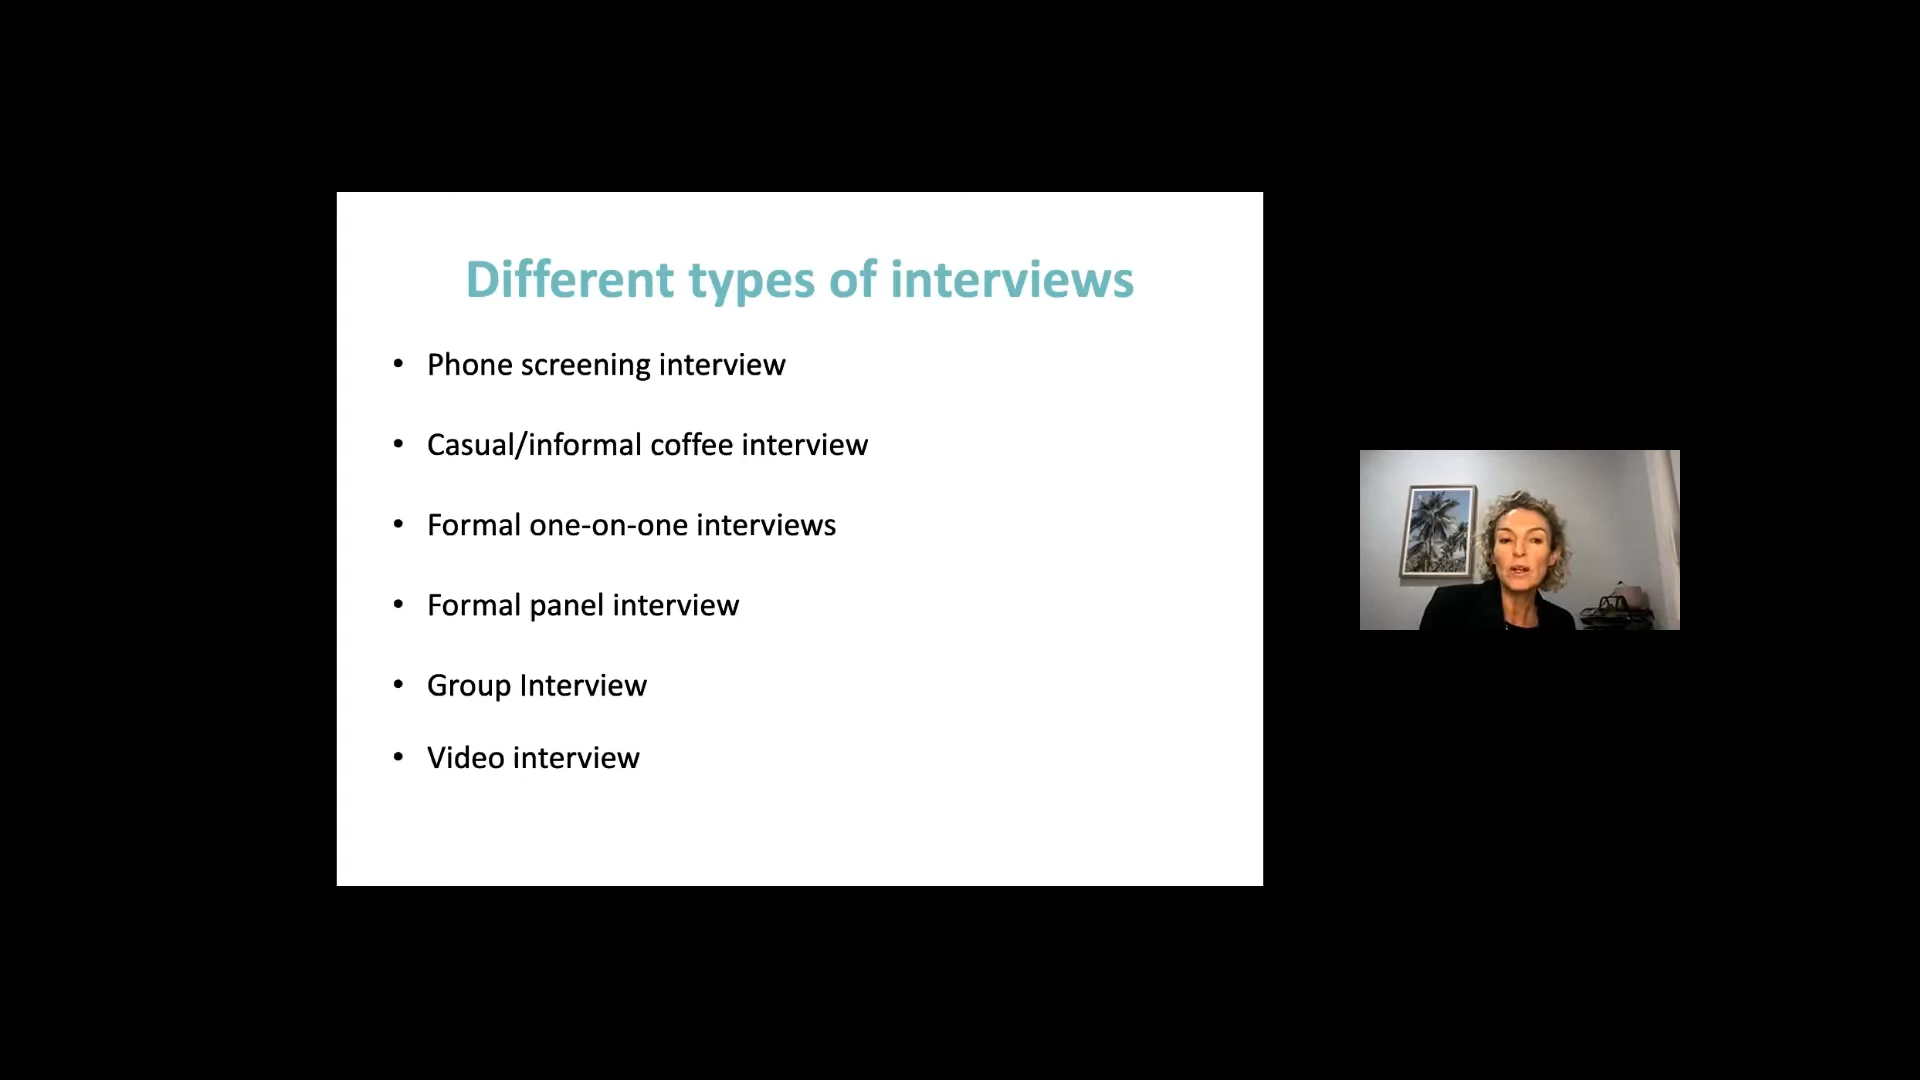 Different types of interviews
• Phone screening interview
• Casual/informal coffee interview
• Formal one-on-one interviews
• Formal panel interview
• Group Interview
• Video interview